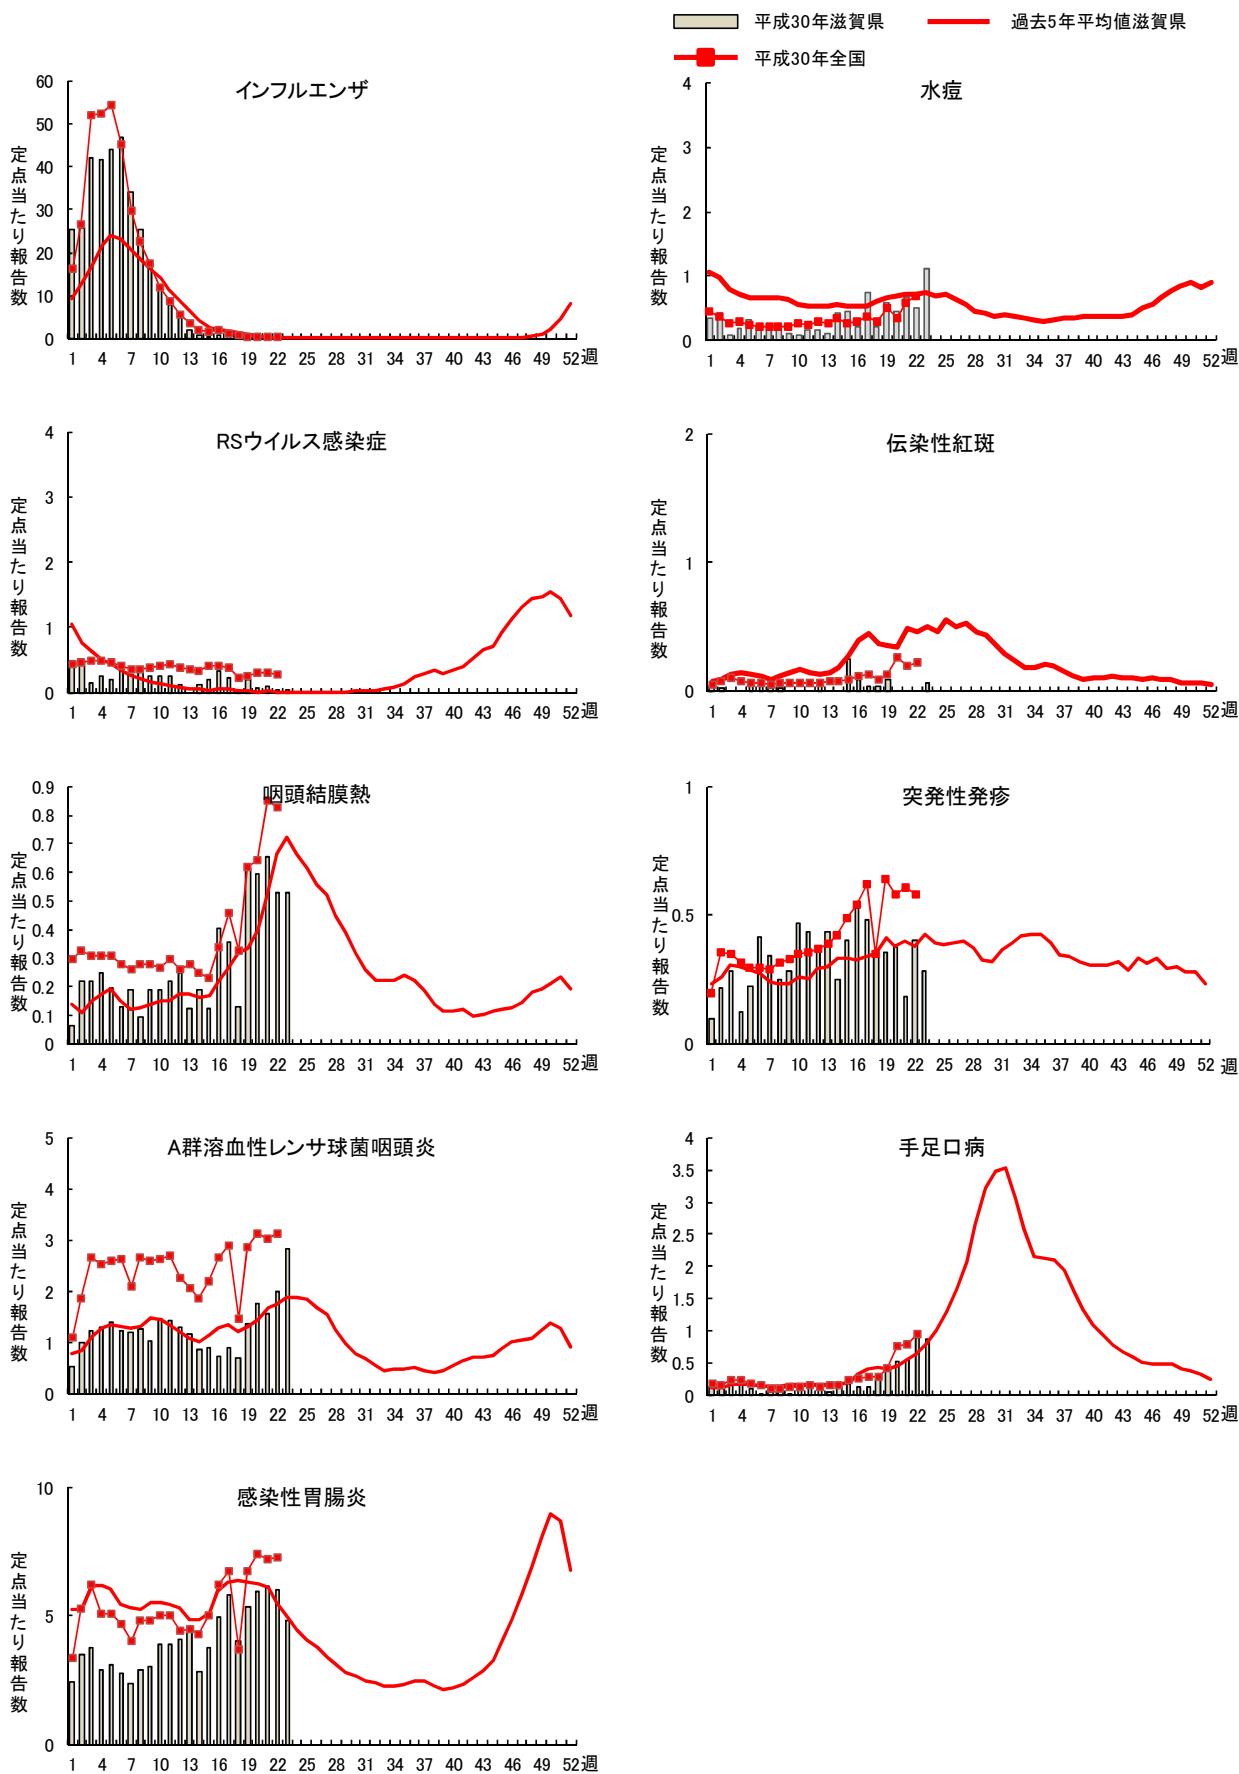 平成30年滋賀県 過去5年平均値滋賀県
平成30年全国
インフルエンザ
定点当たり報告数
60
50
40
30
20
10
0
1 4 7 10 13 16 19 22 25 28 31 34 37 40 43 46 49 52週
水痘
定点当たり報告数
4
3
2
1
0
1 4 7 10 13 16 19 22 25 28 31 34 37 40 43 46 49 52週
RSウイルス感染症
定点当たり報告数
4
3
2
1
0
1 4 7 10 13 16 19 22 25 28 31 34 37 40 43 46 49 52週
伝染性紅斑
定点当たり報告数
2
1
0
1 4 7 10 13 16 19 22 25 28 31 34 37 40 43 46 49 52週
咽頭結膜熱
定点当たり報告数
0.9
0.8
0.7
0.6
0.5
0.4
0.3
0.2
0.1
0
1 4 7 10 13 16 19 22 25 28 31 34 37 40 43 46 49 52週
突発性発疹
定点当たり報告数
1
0.5
0
1 4 7 10 13 16 19 22 25 28 31 34 37 40 43 46 49 52 週
A群溶血性レンサ球菌咽頭炎
定点当たり報告数
5
4
3
2
1
0
1 4 7 10 13 16 19 22 25 28 31 34 37 40 43 46 49 52週
手足口病
定点当たり報告数
4
3.5
3
2.5
2
1.5
1
0.5
0
1 4 7 10 13 16 19 22 25 28 31 34 37 40 43 46 49 52週
感染性胃腸炎
定点当たり報告数
10
5
0
1 4 7 10 13 16 19 22 25 28 31 34 37 40 43 46 49 52週